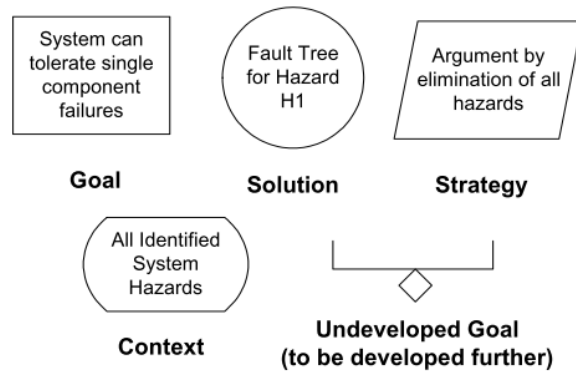 System can
tolerate single
component
failures
Goal
Fault Tree
for Hazard
H1
Solution
Argument by
elimination of all
hazards
Strategy
All Identified
System
Hazards
Context
Undeveloped Goal
(to be developed further)